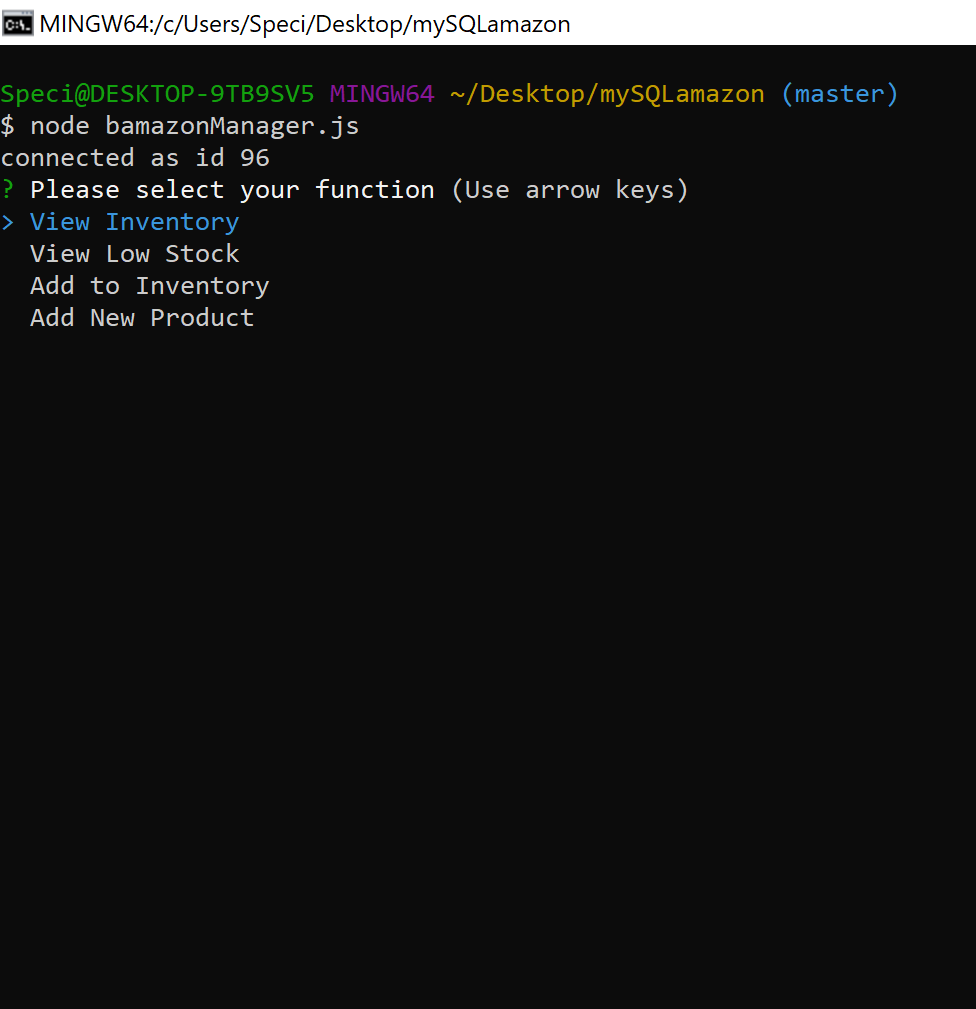 MINGW64:/c/Users/Speci/Desktop/mySQLamazon
Speci@DESKTOP-9TB9SV5 MINGW64 ~/Desktop/mySQLamazon (master)
$ node bamazonManager.js
connected as id 96
? Please select your function (Use arrow keys)
> View Inventory
  View Low Stock
  Add to Inventory
  Add New Product